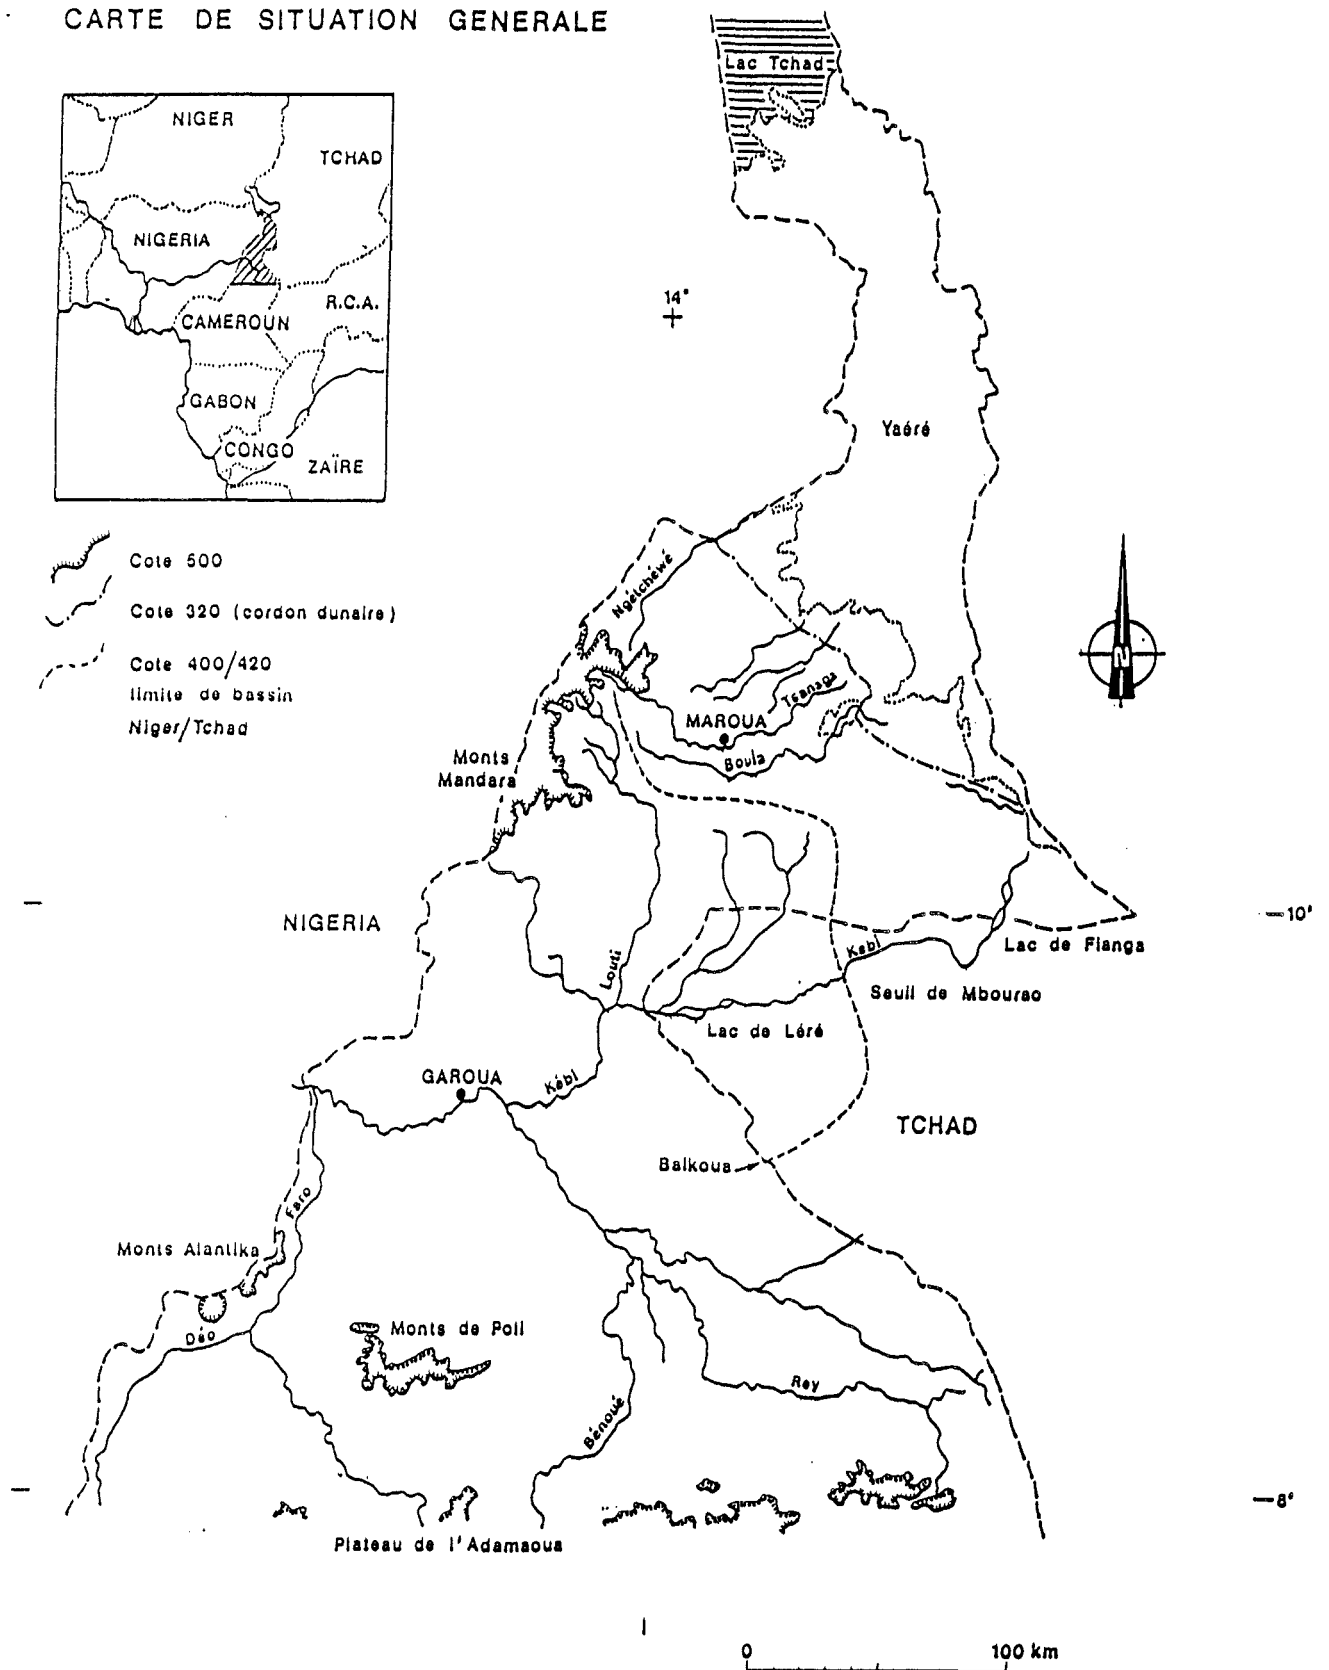 CARTE DE SITUATION GENERALE
Lac Tchad
NIGER
TCHAD
NIGERIA
R.C.A.
CAMEROUN
GABON
CONGO
ZAÏRE
14°
Yaéré
Cote 500
Cote 320 (cordon dunaire)
Cote 400/420
limite de bassin
Niger/Tchad
Ngétchéwé
N
Tsanaga
MAROUA
Boula
Monts
Mandara
NIGERIA
10°
Louti
Kabi
Lac de Fianga
Seuil de Mbourao
Lac de Léré
GAROUA
Kébi
TCHAD
Balkoua
Faro
Monts Alantika
Déo
Monts de Poli
Rey
Bénoué
8°
Plateau de l'Adamaoua
0
100 km